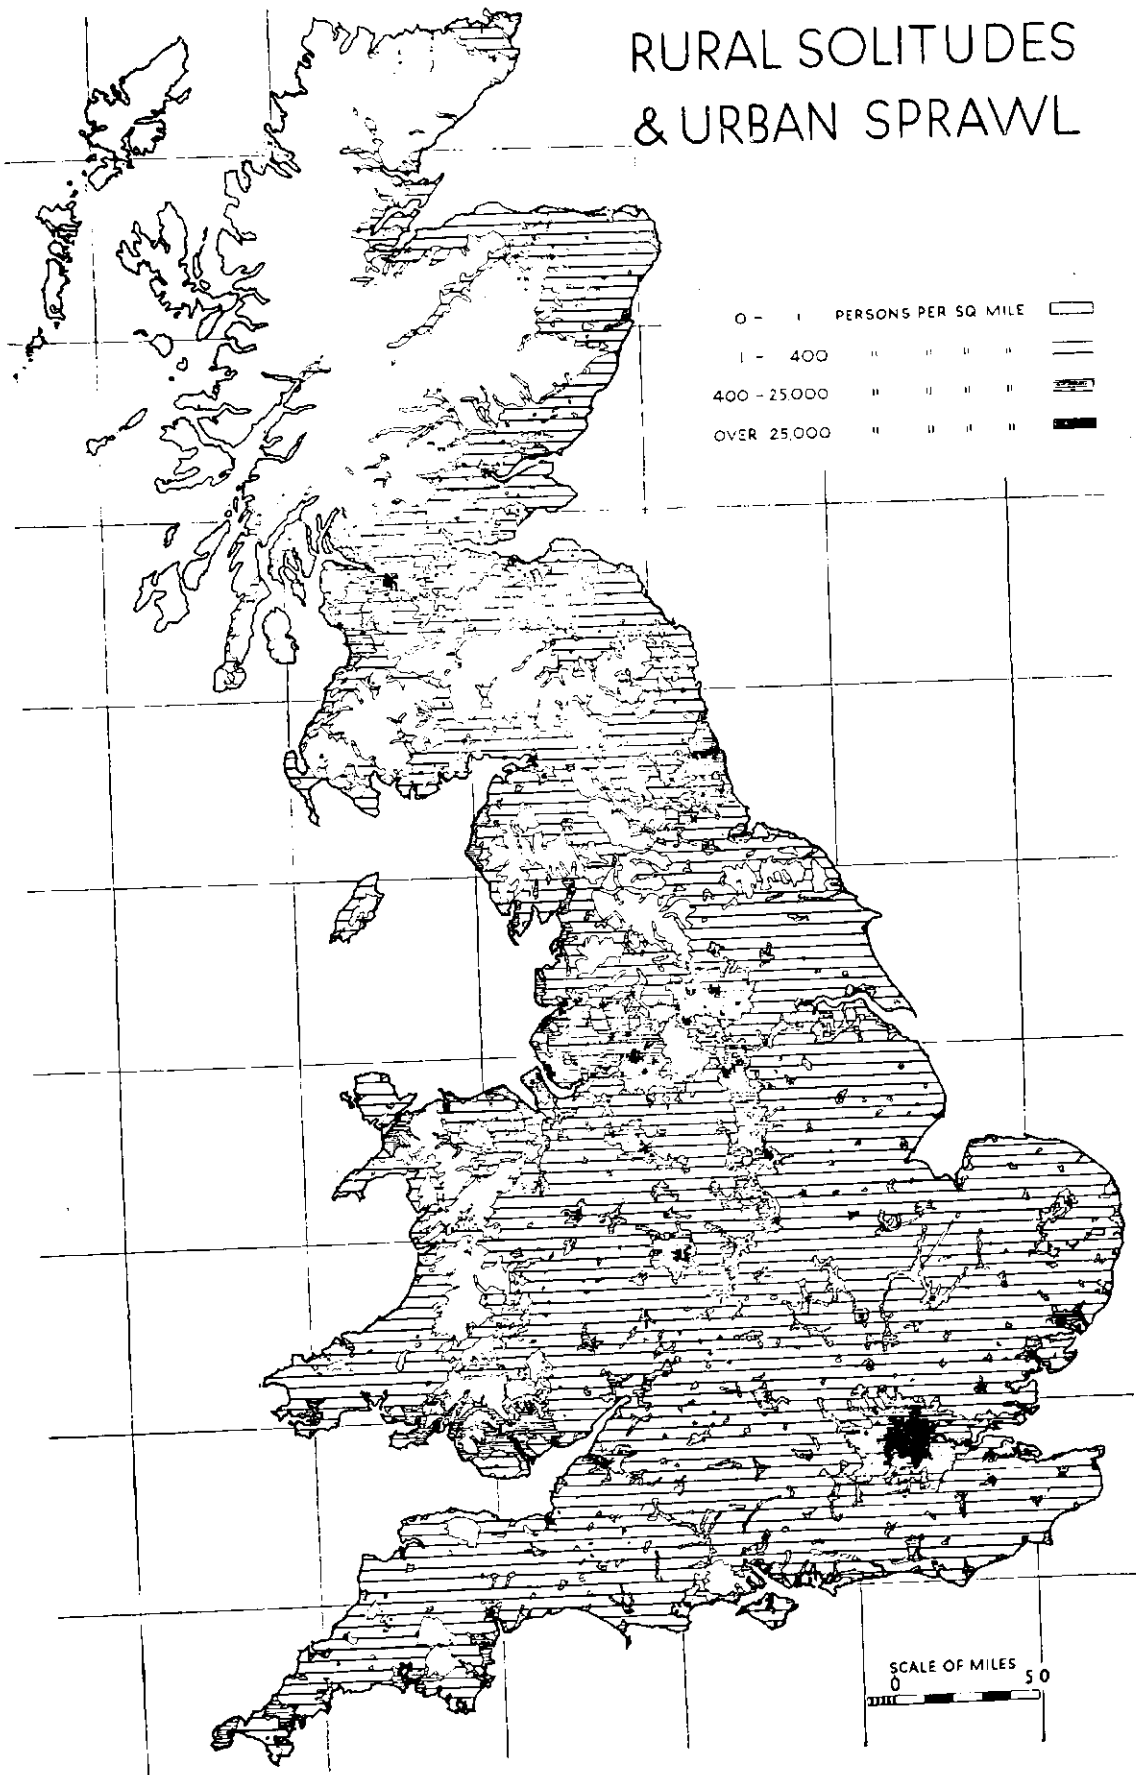 RURAL SOLITUDES
& URBAN SPRAWL
0 - 1 PERSONS PER SQ MILE
1 - 400 " " " "
400 - 25,000 " " " "
OVER 25,000 " " " "
SCALE OF MILES
0 50